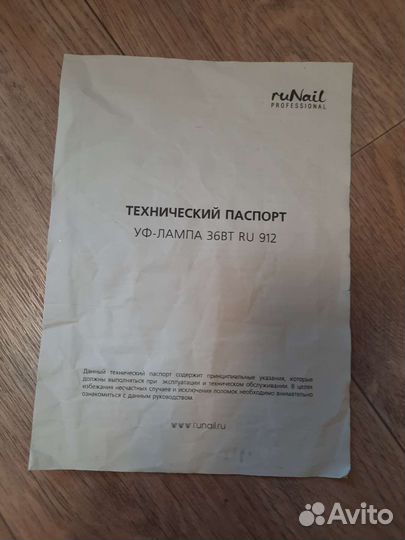 ruNail
PROFESSIONAL
ТЕХНИЧЕСКИЙ ПАСПОРТ
УФ-ЛАМПА 36ВТ RU 912
Данный технический паспорт содержит принципиальные указания, которые
должны выполняться при эксплуатации и техническом обслуживании. В целях
избежания несчастных случаев и исключения поломок необходимо внимательно
ознакомиться с данным руководством.
www.runail.ru
Avito